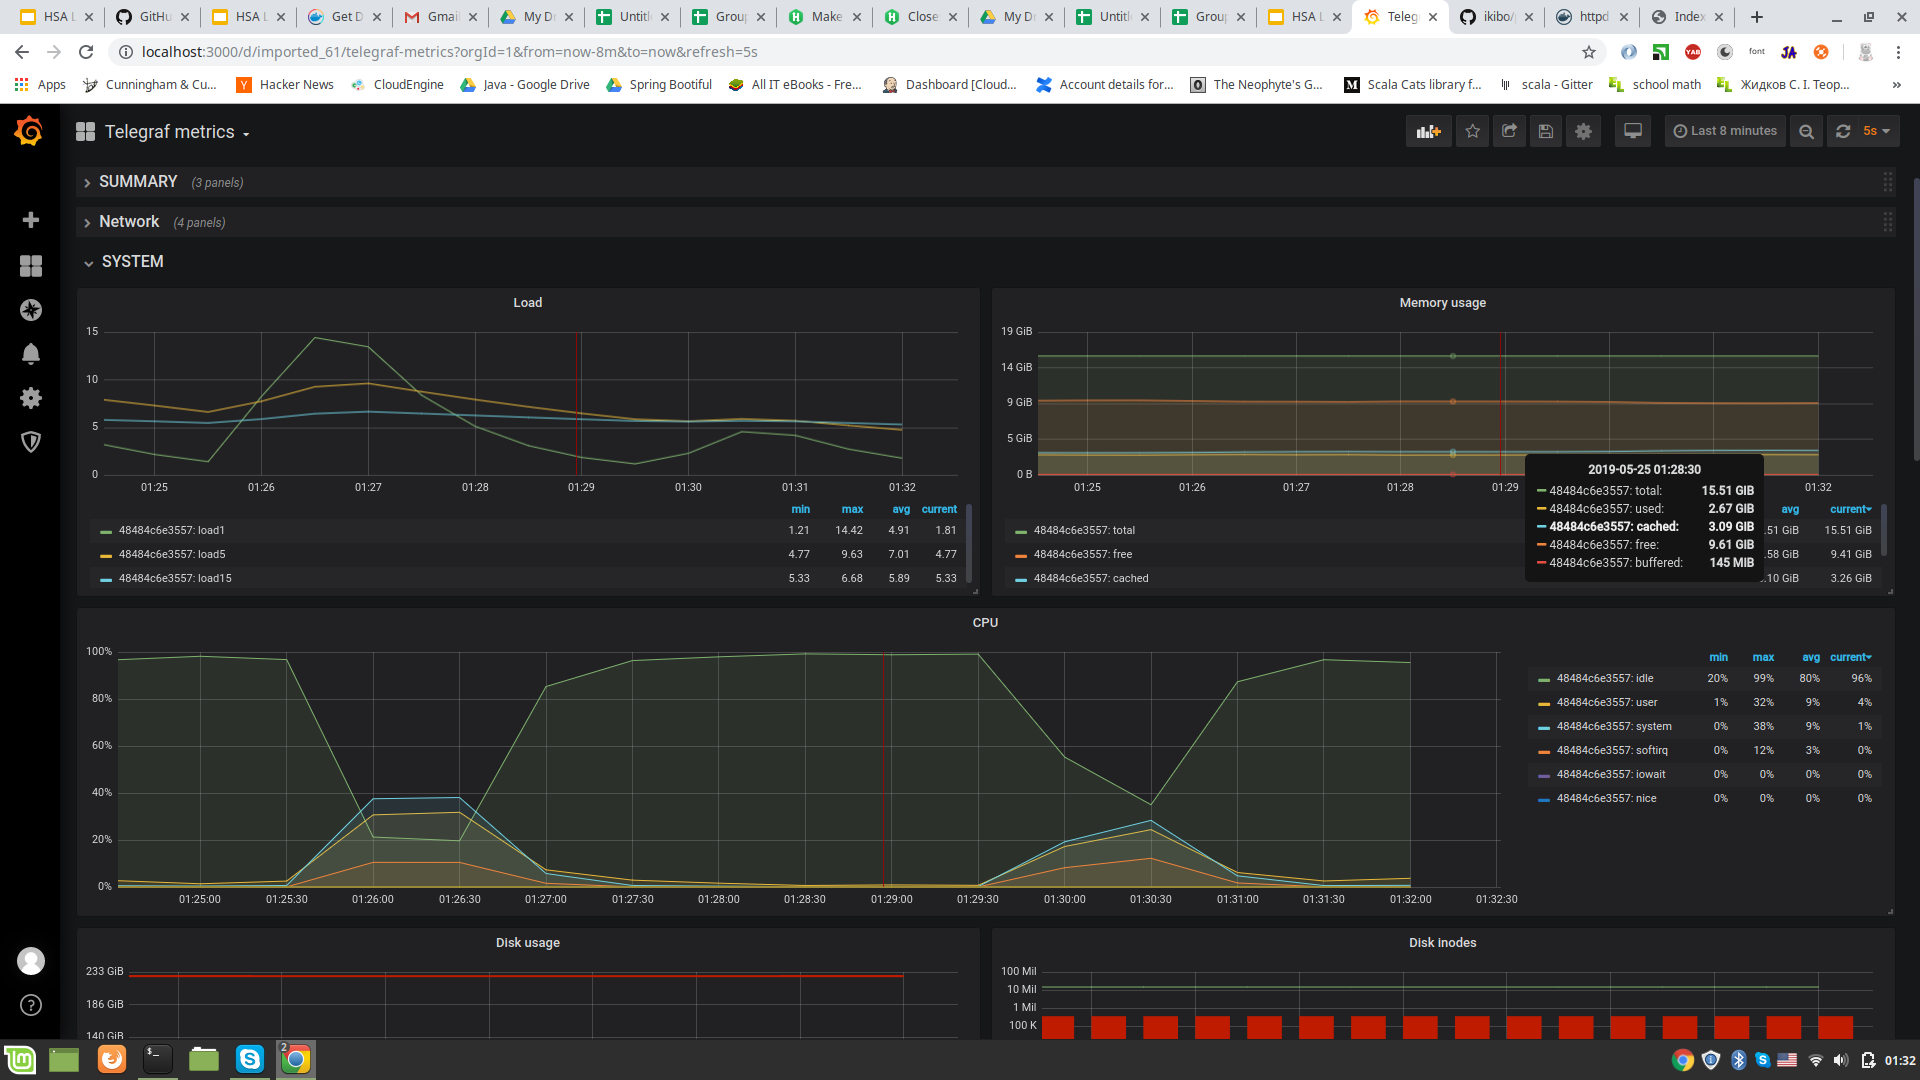 HSA L
GitHu
HSA L
Get D
Gmai
My Dr
Untitl
Group
Make
Close
My Dr
Untitl
Group
HSA L
Teleg
ikibo/
httpd
Index
localhost:3000/d/imported_61/telegraf-metrics?orgId=1&from=now-8m&to=now&refresh=5s
YAB
font
JA
Apps
Cunningham & Cu...
Hacker News
CloudEngine
Java - Google Drive
Spring Bootiful
All IT eBooks - Fre...
Dashboard [Cloud...
Account details for...
The Neophyte's G...
Scala Cats library f...
scala - Gitter
school math
Жидков С. І. Теор...
»
Telegraf metrics
Last 8 minutes
5s
SUMMARY (3 panels)
Network (4 panels)
SYSTEM
Load
15
10
5
0
01:25 01:26 01:27 01:28 01:29 01:30 01:31 01:32
min max avg current
48484c6e3557: load1 1.21 14.42 4.91 1.81
48484c6e3557: load5 4.77 9.63 7.01 4.77
48484c6e3557: load15 5.33 6.68 5.89 5.33
Memory usage
19 GiB
14 GiB
9 GiB
5 GiB
0 B
01:25 01:26 01:27 01:28 01:29 01:32
avg current
48484c6e3557: total .51 GiB 15.51 GiB
48484c6e3557: free .58 GiB 9.41 GiB
48484c6e3557: cached .10 GiB 3.26 GiB
2019-05-25 01:28:30
48484c6e3557: total: 15.51 GiB
48484c6e3557: used: 2.67 GiB
48484c6e3557: cached: 3.09 GiB
48484c6e3557: free: 9.61 GiB
48484c6e3557: buffered: 145 MiB
CPU
100%
80%
60%
40%
20%
0%
01:25:00 01:25:30 01:26:00 01:26:30 01:27:00 01:27:30 01:28:00 01:28:30 01:29:00 01:29:30 01:30:00 01:30:30 01:31:00 01:31:30 01:32:00 01:32:30
min max avg current
48484c6e3557: idle 20% 99% 80% 96%
48484c6e3557: user 1% 32% 9% 4%
48484c6e3557: system 0% 38% 9% 1%
48484c6e3557: softirq 0% 12% 3% 0%
48484c6e3557: iowait 0% 0% 0% 0%
48484c6e3557: nice 0% 0% 0% 0%
Disk usage
233 GiB
186 GiB
140 GiB
Disk inodes
100 Mil
10 Mil
1 Mil
100 K
2
01:32